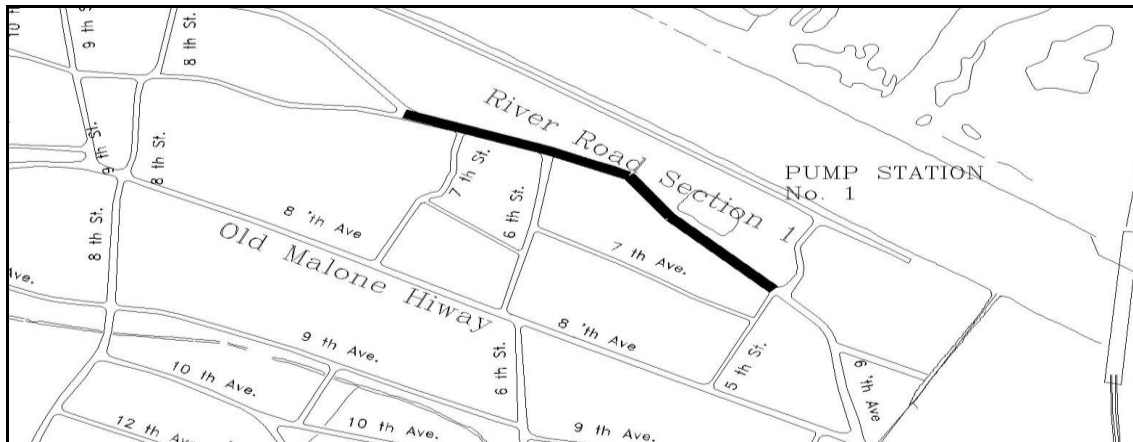 10 th
9 th St.
8 th St.
River Road Section 1
PUMP STATION
No. 1
9 th St.
8 th St.
7 th St.
6 th St.
8 'th Ave
8 th St.
Old Malone Hiway
7 th Ave.
Ave.
8 'th Ave.
9 th Ave.
6 th St.
5 th St.
6 'th Ave
10 th Ave.
12 th Ave
10 th Ave.
9 th Ave.